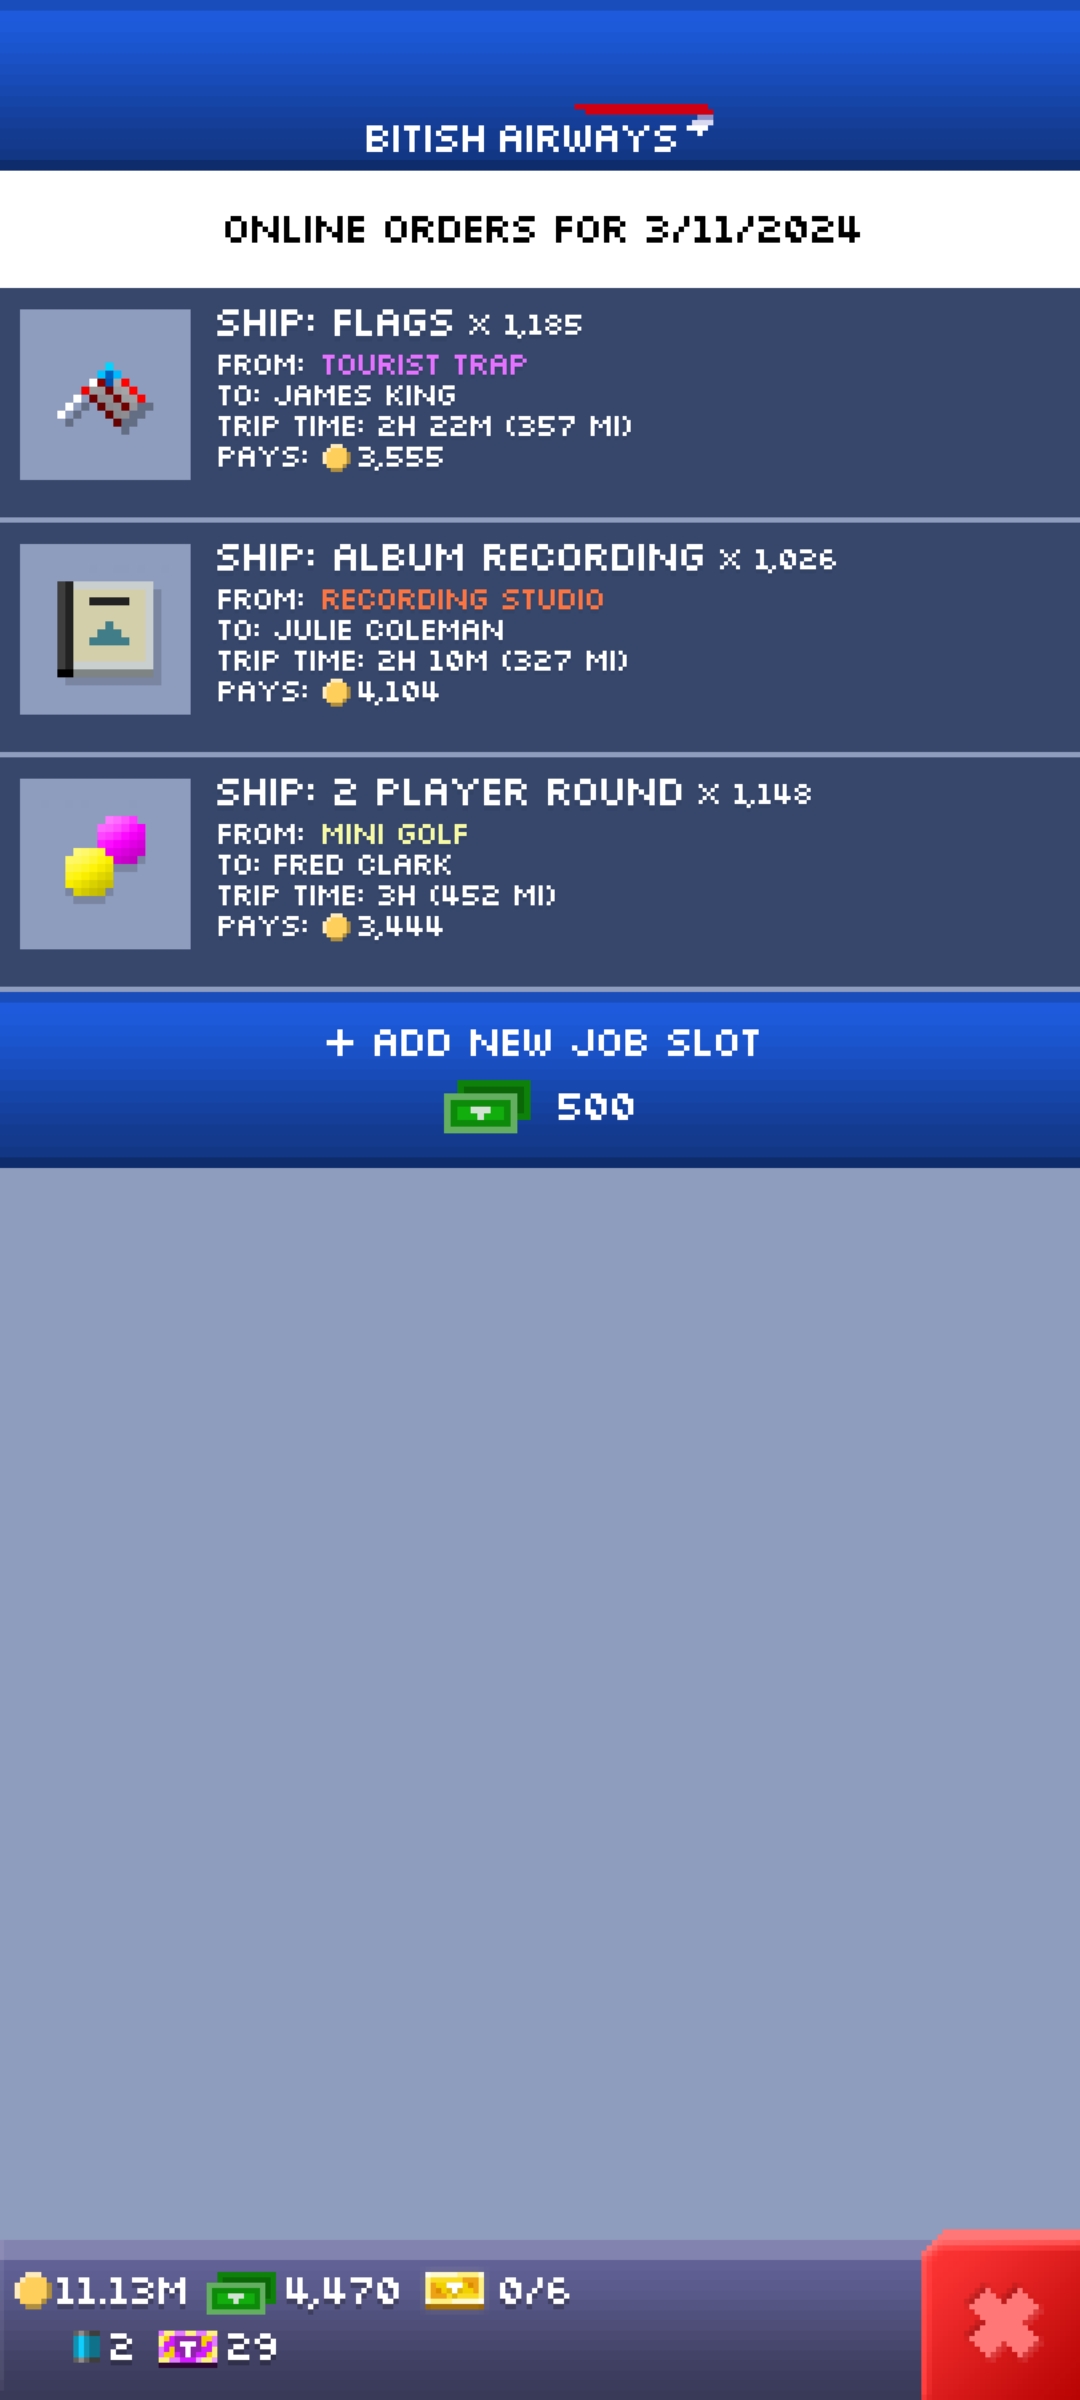 BITISH AIRWAYS
ONLINE ORDERS FOR 3/11/2024
SHIP: FLAGS X 1,185
FROM: TOURIST TRAP
TO: JAMES KING
TRIP TIME: 2H 22M (357 MI)
PAYS: 3,555
SHIP: ALBUM RECORDING X 1,026
FROM: RECORDING STUDIO
TO: JULIE COLEMAN
TRIP TIME: 2H 10M (327 MI)
PAYS: 4,104
SHIP: 2 PLAYER ROUND X 1,148
FROM: MINI GOLF
TO: FRED CLARK
TRIP TIME: 3H (452 MI)
PAYS: 3,444
+ ADD NEW JOB SLOT
500
11.13M 4,470 0/6
2 29